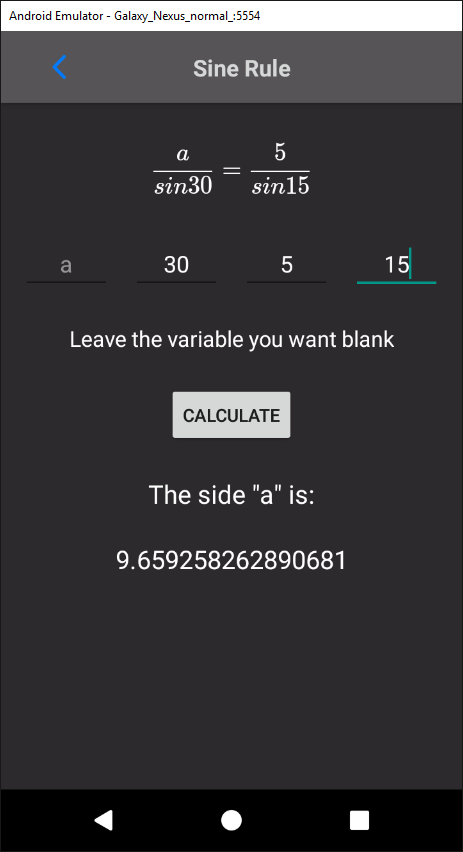 Android Emulator - Galaxy_Nexus_normal_:5554
Sine Rule
a/sin30 = 5/sin15
a 30 5 15
Leave the variable you want blank
CALCULATE
The side "a" is:
9.659258262890681